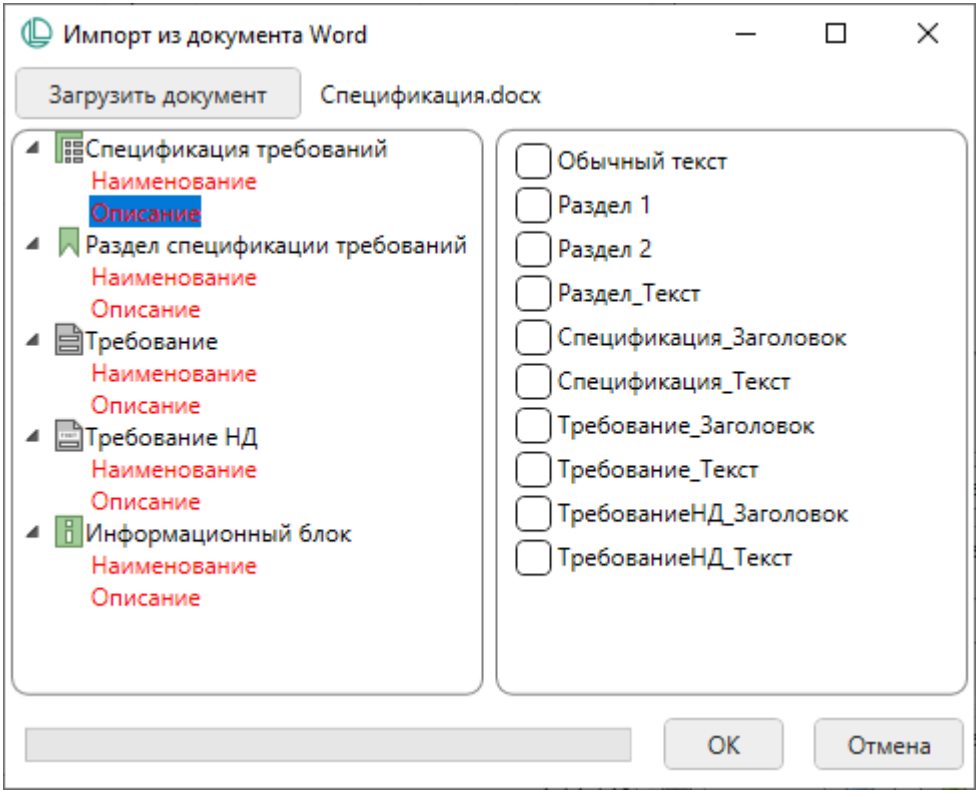 Импорт из документа Word
Загрузить документ Спецификация.docx
Спецификация требований
Наименование
Описание
Раздел спецификации требований
Наименование
Описание
Требование
Наименование
Описание
Требование НД
Наименование
Описание
Информационный блок
Наименование
Описание
Обычный текст
Раздел 1
Раздел 2
Раздел_Текст
Спецификация_Заголовок
Спецификация_Текст
Требование_Заголовок
Требование_Текст
ТребованиеНД_Заголовок
ТребованиеНД_Текст
ОК Отмена